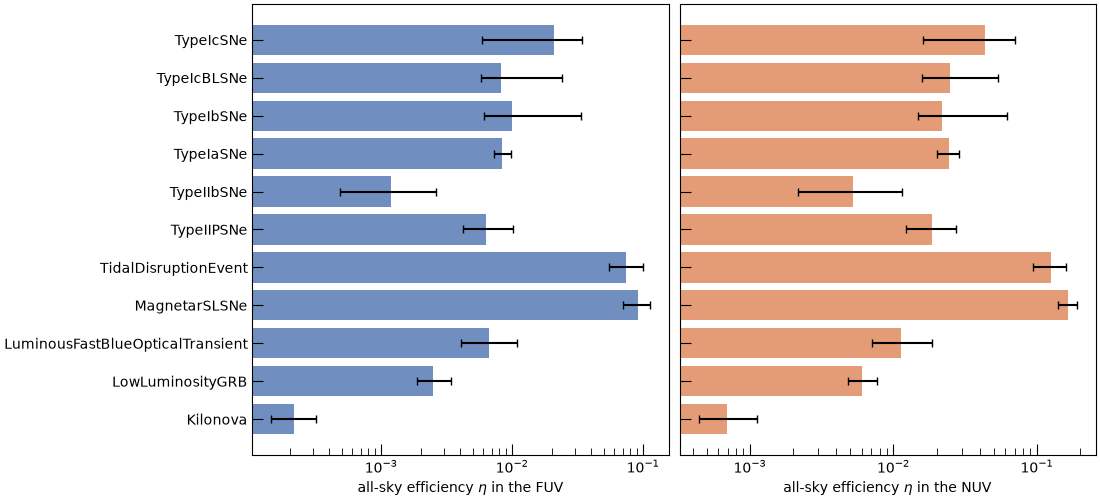 TypeIcSNe
TypeIcBLSNe
TypeIbSNe
TypeIaSNe
TypeIIbSNe
TypeIIPSNe
TidalDisruptionEvent
MagnetarSLSNe
LuminousFastBlueOpticalTransient
LowLuminosityGRB
Kilonova
10⁻³ 10⁻² 10⁻¹
all-sky efficiency η in the FUV
10⁻³ 10⁻² 10⁻¹
all-sky efficiency η in the NUV